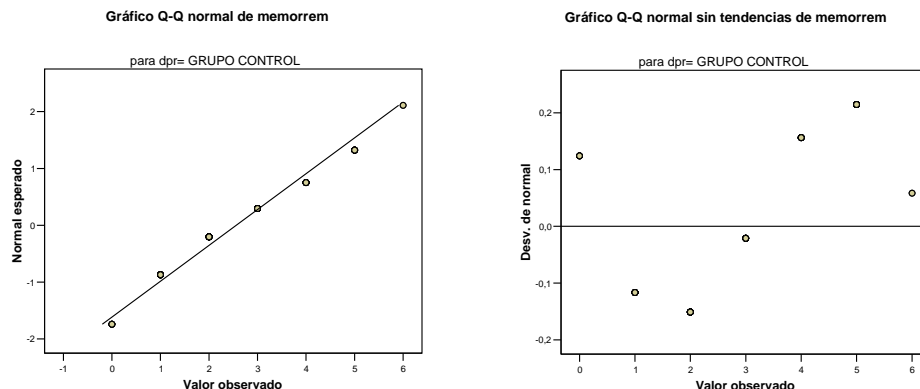 Gráfico Q-Q normal de memorrem
para dpr= GRUPO CONTROL
Normal esperado
2
1
0
-1
-2
-1 0 1 2 3 4 5 6
Valor observado
Gráfico Q-Q normal sin tendencias de memorrem
para dpr= GRUPO CONTROL
Desv. de normal
0,2
0,1
0,0
-0,1
-0,2
0 1 2 3 4 5 6
Valor observado